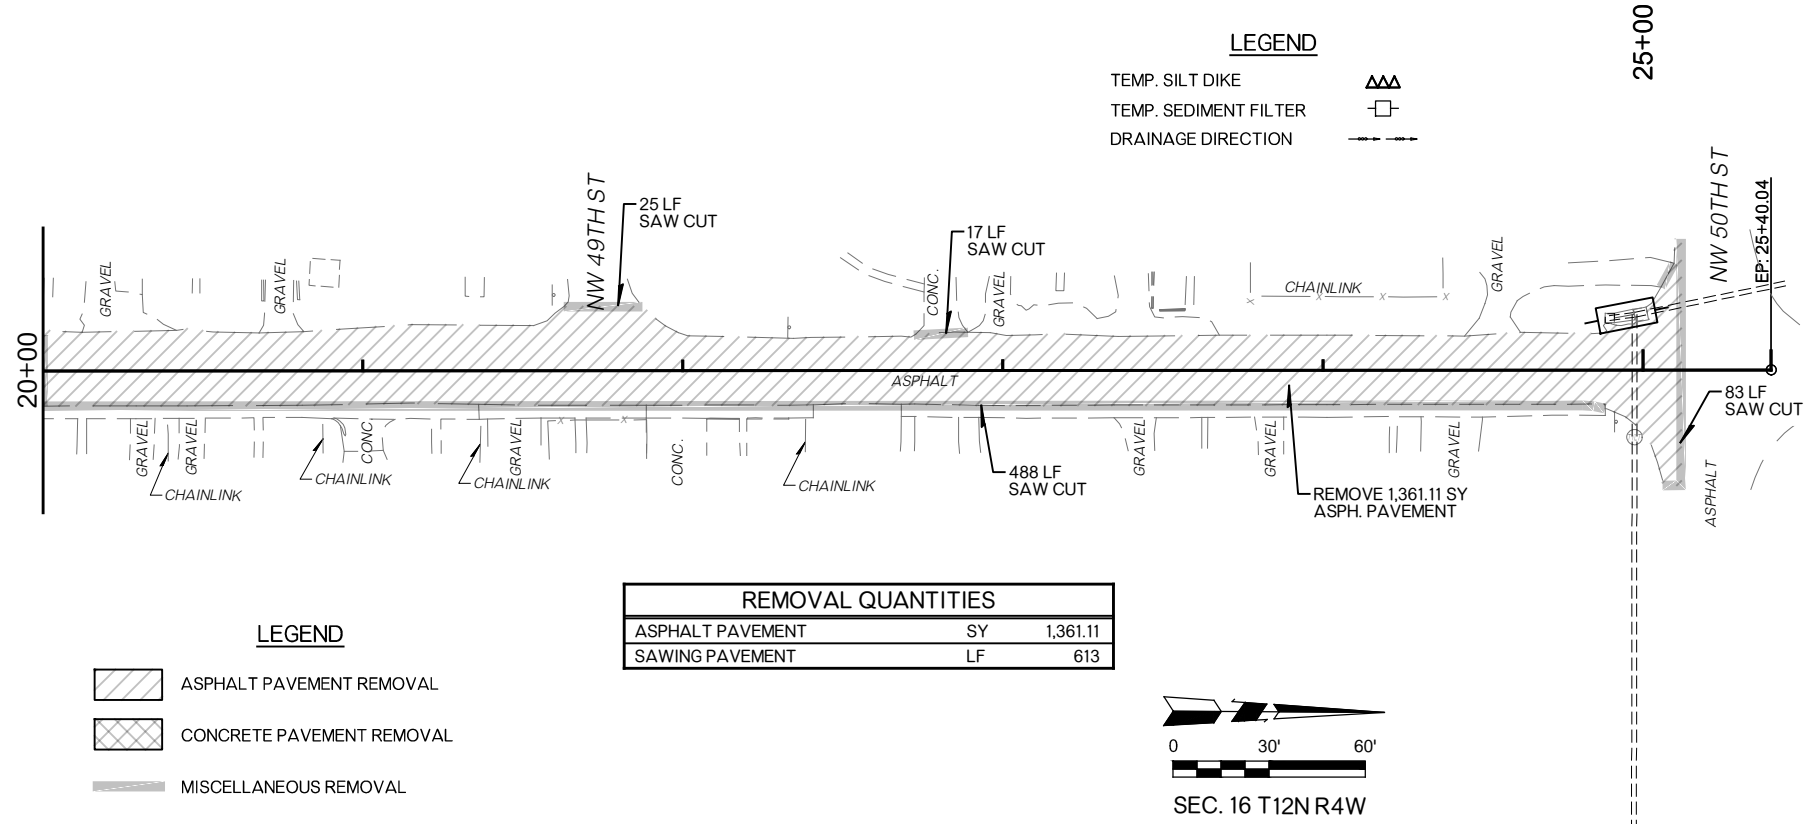 25+00
LEGEND
TEMP. SILT DIKE
TEMP. SEDIMENT FILTER
DRAINAGE DIRECTION
NW 49TH ST
25 LF
SAW CUT
17 LF
SAW CUT
NW 50TH ST
EP: 25+40.04
GRAVEL
GRAVEL
CONC.
GRAVEL
CHAINLINK
X
X
X
GRAVEL
20+00
ASPHALT
83 LF
SAW CUT
X
X
GRAVEL
GRAVEL
CONC.
GRAVEL
CONC.
GRAVEL
GRAVEL
GRAVEL
CHAINLINK
CHAINLINK
CHAINLINK
CHAINLINK
488 LF
SAW CUT
REMOVE 1,361.11 SY
ASPH. PAVEMENT
ASPHALT
REMOVAL QUANTITIES
ASPHALT PAVEMENT SY 1,361.11
SAWING PAVEMENT LF 613
LEGEND
ASPHALT PAVEMENT REMOVAL
CONCRETE PAVEMENT REMOVAL
MISCELLANEOUS REMOVAL
0 30' 60'
SEC. 16 T12N R4W